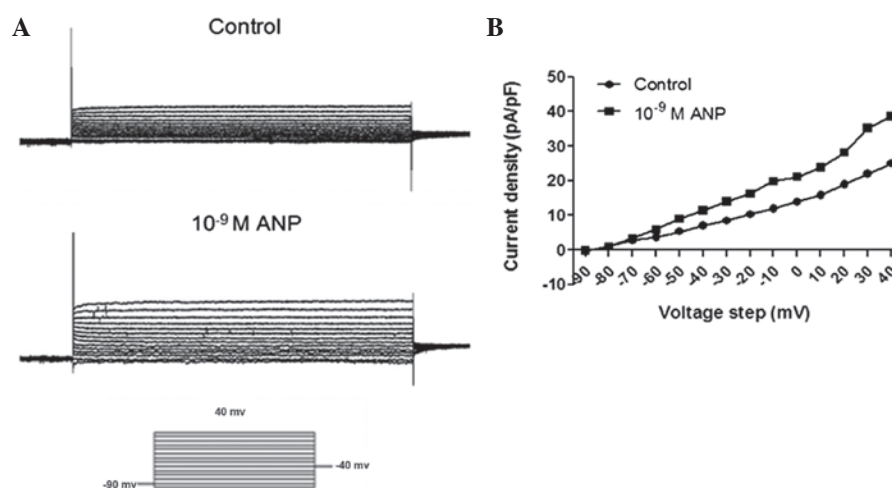 A
Control
10⁻⁹ M ANP
40 mv
-40 mv
-90 mv
B
Control
10⁻⁹ M ANP
Current density (pA/pF)
50
40
30
20
10
0
-10
-90 -80 -70 -60 -50 -40 -30 -20 -10 0 10 20 30 40
Voltage step (mV)